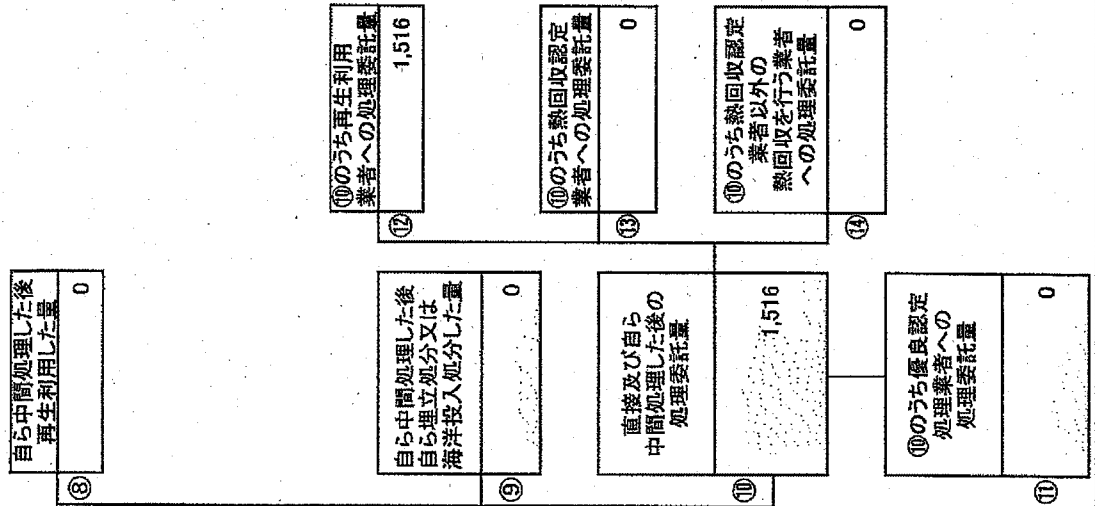 ⑧
自ら中間処理した後
再生利用した量
0
⑨
自ら中間処理した後
自ら埋立処分又は
海洋投入処分した量
0
⑩
直接及び自ら
中間処理した後の
処理委託量
1,516
⑪
⑩のうち優良認定
処理業者への
処理委託量
0
⑫
⑩のうち再生利用
業者への処理委託量
1,516
⑬
⑩のうち熱回収認定
業者への処理委託量
0
⑭
⑩のうち熱回収認定
業者以外の
熱回収を行う業者
への処理委託量
0